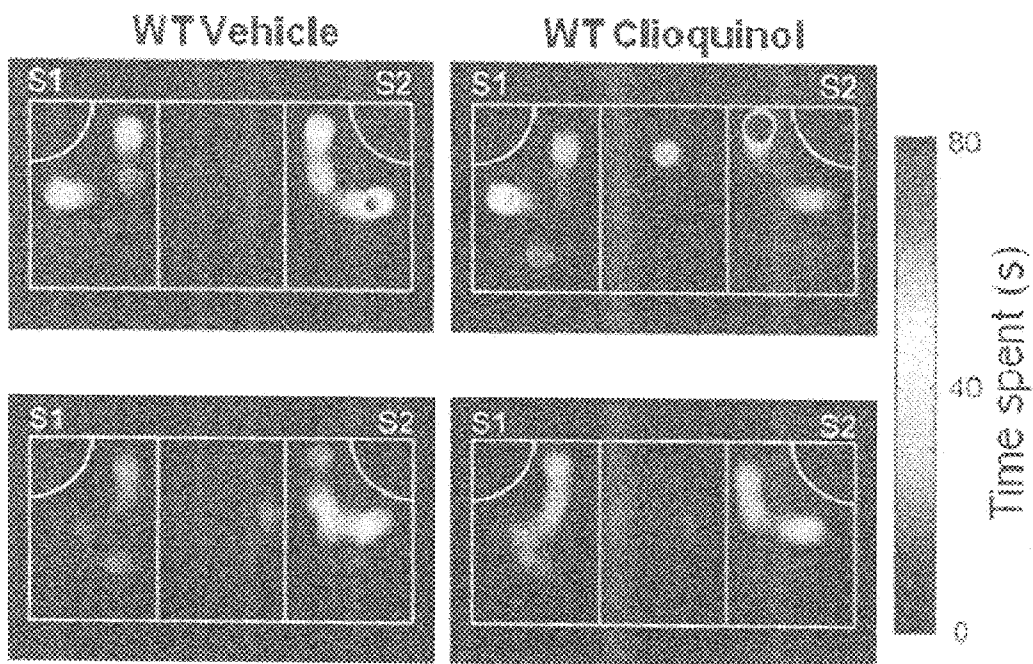 WT Vehicle
WT Clioquinol
S1 S2
S1 S2
80
40
0
Time spent (s)
S1 S2
S1 S2